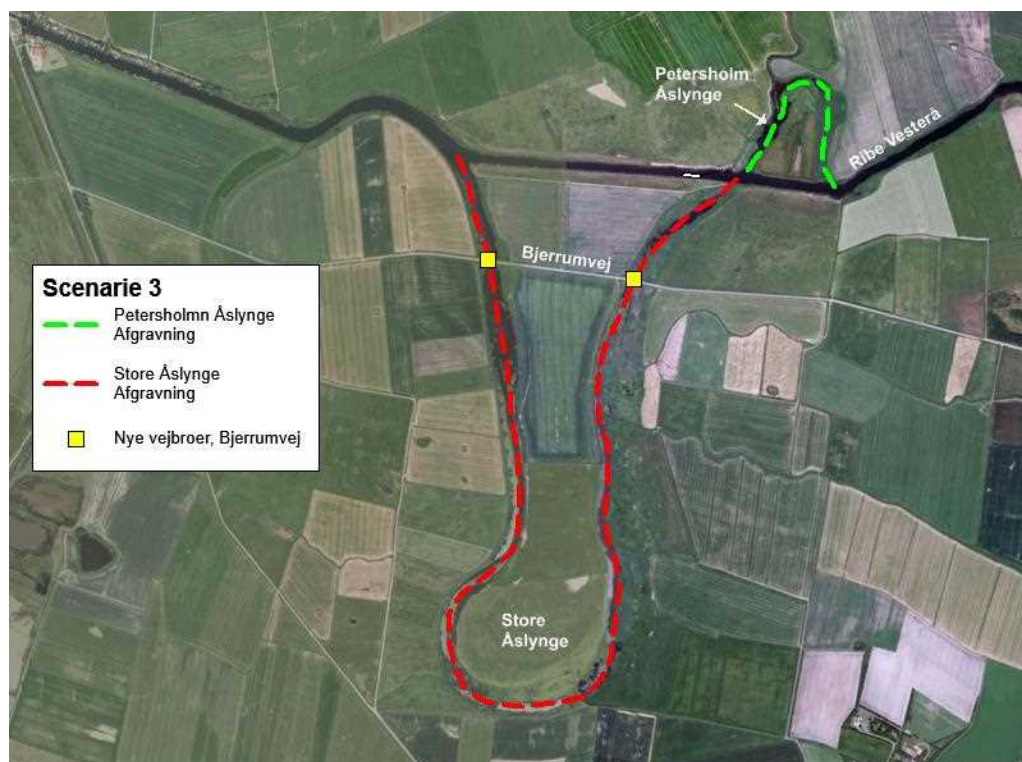 Petersholm
Åslynge
Ribe Vesterå
Bjerrumvej
Scenarie 3
Petersholmn Åslynge
Afgravning
Store Åslynge
Afgravning
Nye vejbroer, Bjerrumvej
Store
Åslynge